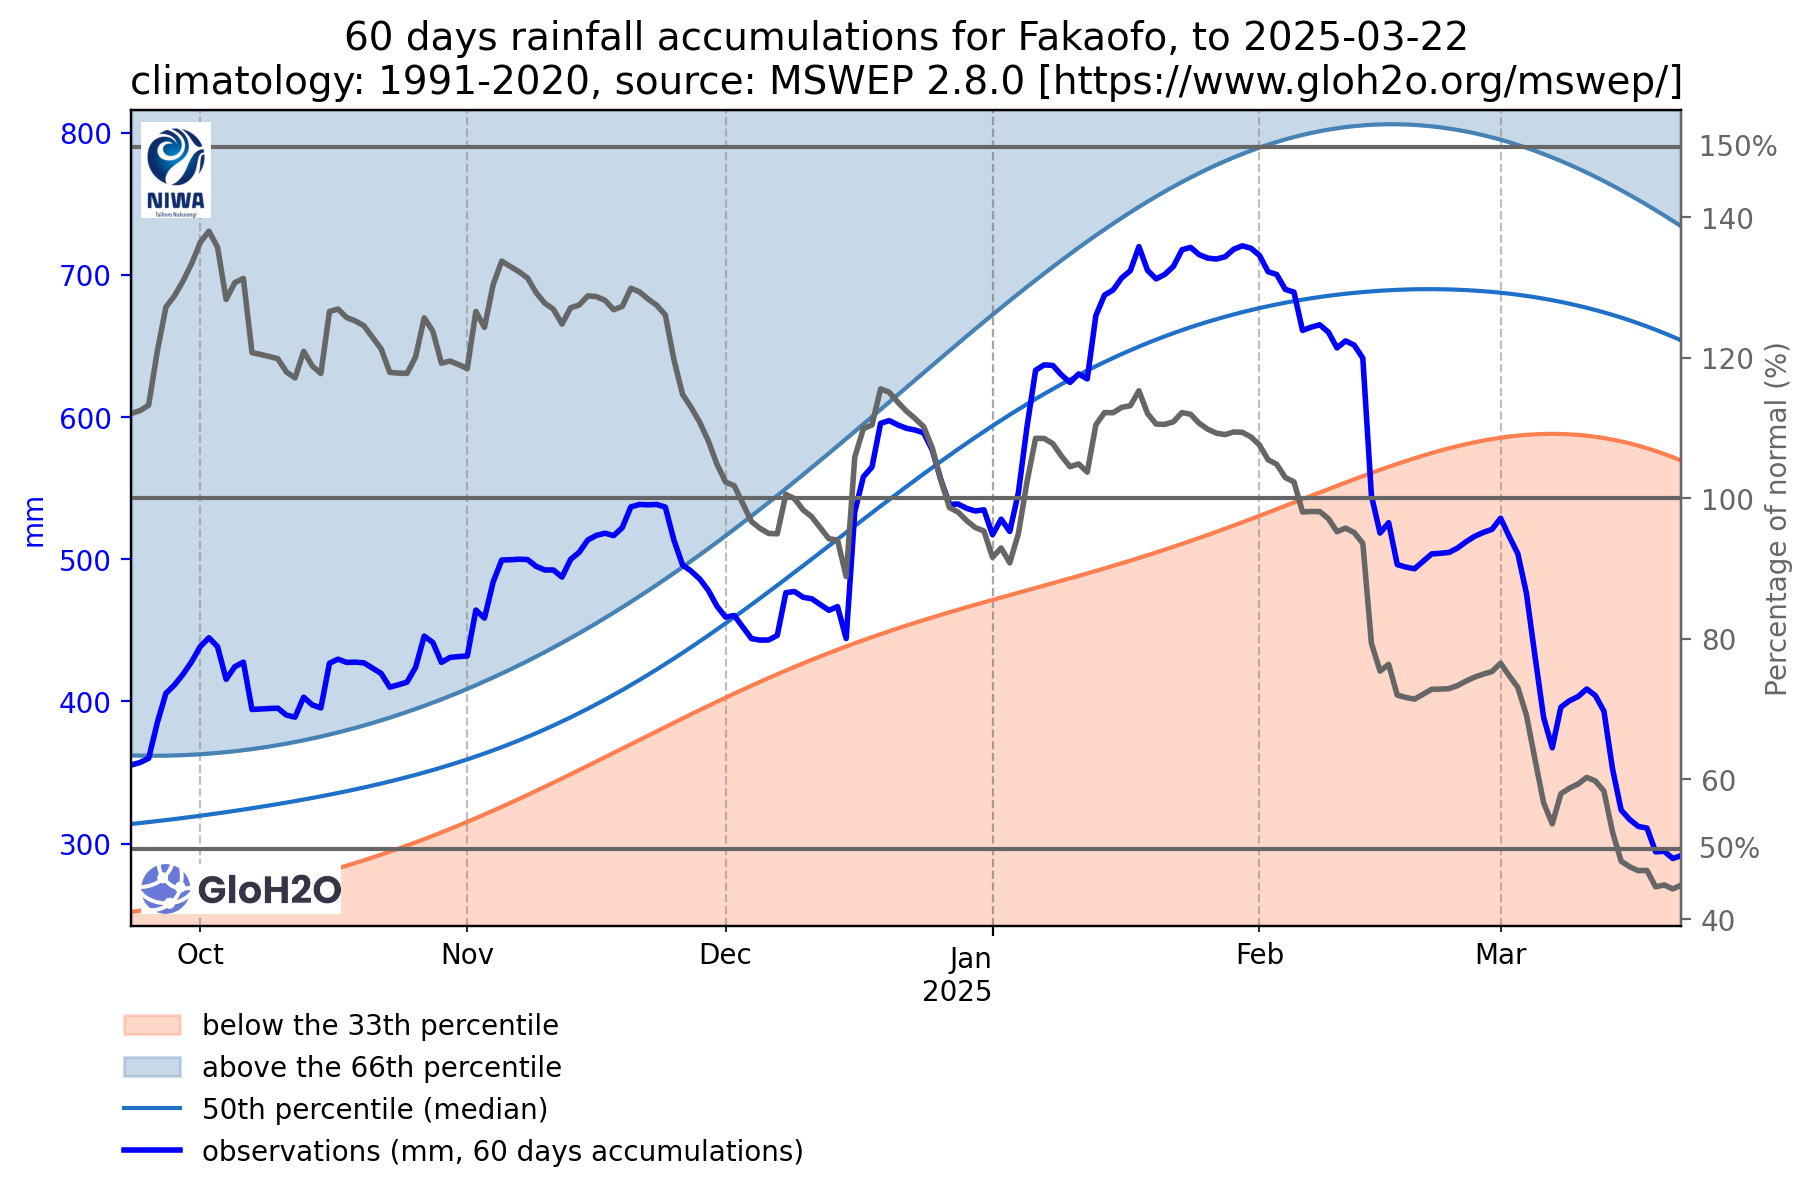 60 days rainfall accumulations for Fakaofo, to 2025-03-22
climatology: 1991-2020, source: MSWEP 2.8.0 [https://www.gloh2o.org/mswep/]
800
700
600
500
400
300
mm
NIWA
Taihoro Nukurangi
GloH2O
150%
140
120
100
80
60
50%
40
Percentage of normal (%)
Oct
Nov
Dec
Jan
2025
Feb
Mar
below the 33th percentile
above the 66th percentile
50th percentile (median)
observations (mm, 60 days accumulations)